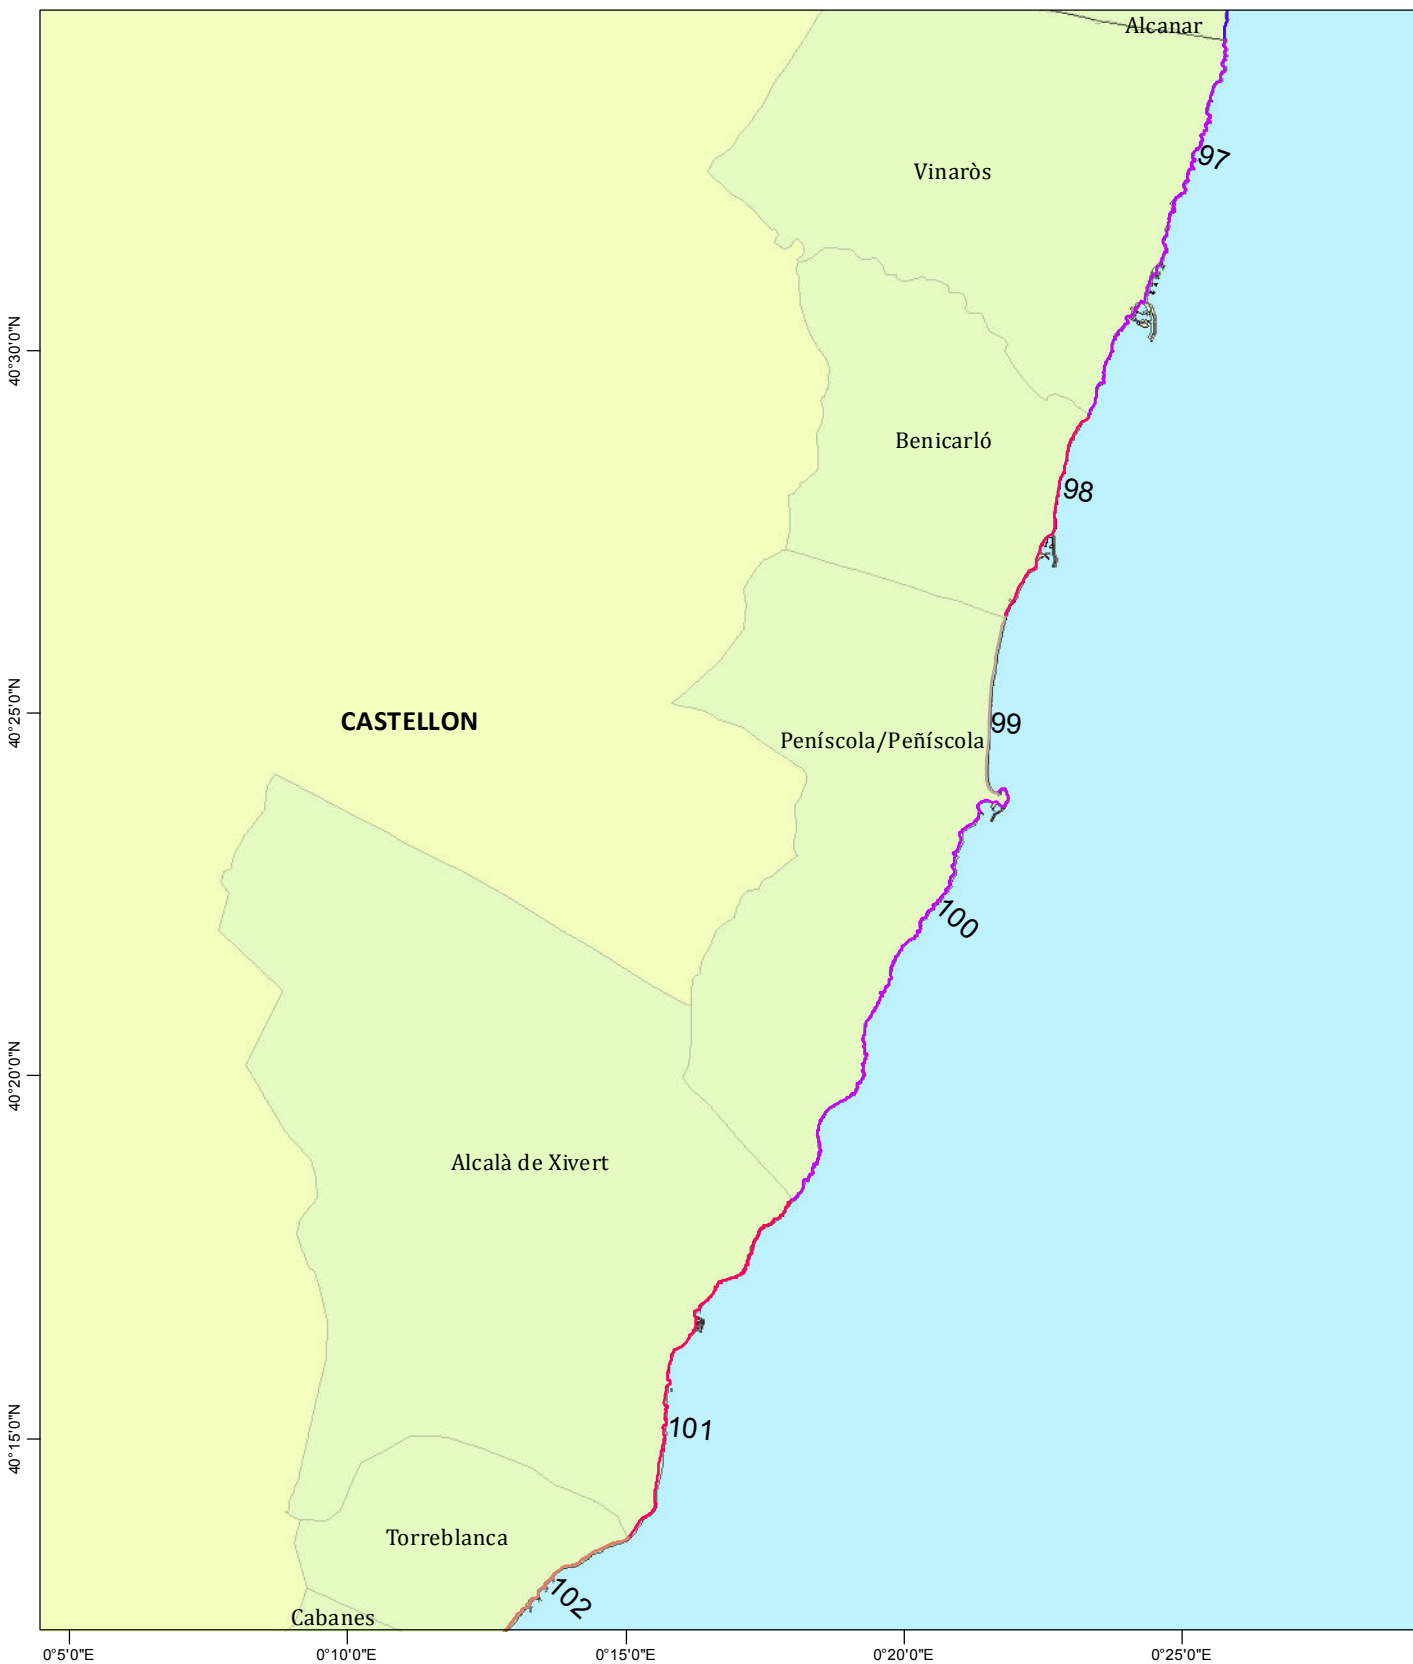 Alcanar
97
Vinaròs
40°30'0"N
Benicarló
98
40°25'0"N
CASTELLON
99
Peníscola/Peñíscola
100
40°20'0"N
Alcalà de Xivert
101
40°15'0"N
Torreblanca
102
Cabanes
0°5'0"E
0°10'0"E
0°15'0"E
0°20'0"E
0°25'0"E